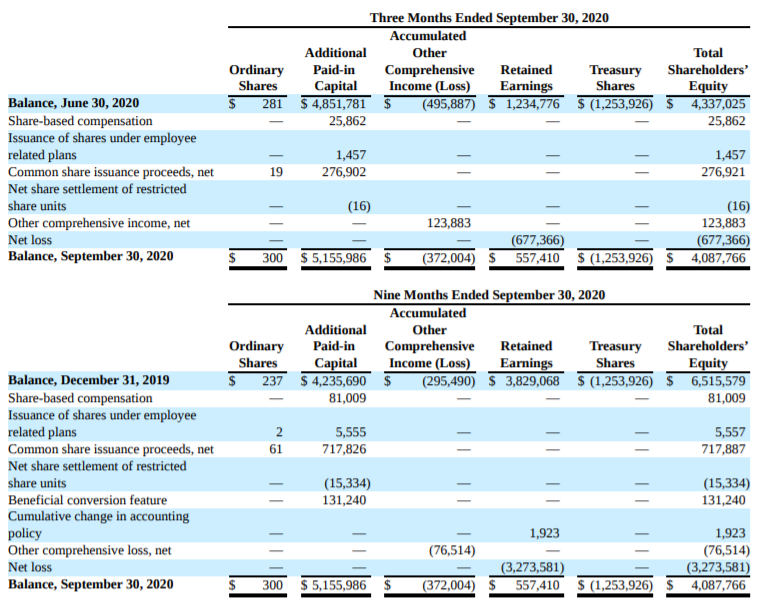 Three Months Ended September 30, 2020
Accumulated
Additional Other Total
Ordinary Paid-in Comprehensive Retained Treasury Shareholders’
Shares Capital Income (Loss) Earnings Shares Equity
Balance, June 30, 2020 $ 281 $ 4,851,781 $ (495,887) $ 1,234,776 $ (1,253,926) $ 4,337,025
Share-based compensation — 25,862 — — — 25,862
Issuance of shares under employee
related plans — 1,457 — — — 1,457
Common share issuance proceeds, net 19 276,902 — — — 276,921
Net share settlement of restricted
share units — (16) — — — (16)
Other comprehensive income, net — — 123,883 — — 123,883
Net loss — — — (677,366) — (677,366)
Balance, September 30, 2020 $ 300 $ 5,155,986 $ (372,004) $ 557,410 $ (1,253,926) $ 4,087,766
Nine Months Ended September 30, 2020
Accumulated
Additional Other Total
Ordinary Paid-in Comprehensive Retained Treasury Shareholders’
Shares Capital Income (Loss) Earnings Shares Equity
Balance, December 31, 2019 $ 237 $ 4,235,690 $ (295,490) $ 3,829,068 $ (1,253,926) $ 6,515,579
Share-based compensation — 81,009 — — — 81,009
Issuance of shares under employee
related plans 2 5,555 — — — 5,557
Common share issuance proceeds, net 61 717,826 — — — 717,887
Net share settlement of restricted
share units — (15,334) — — — (15,334)
Beneficial conversion feature — 131,240 — — — 131,240
Cumulative change in accounting
policy — — — 1,923 — 1,923
Other comprehensive loss, net — — (76,514) — — (76,514)
Net loss — — — (3,273,581) — (3,273,581)
Balance, September 30, 2020 $ 300 $ 5,155,986 $ (372,004) $ 557,410 $ (1,253,926) $ 4,087,766